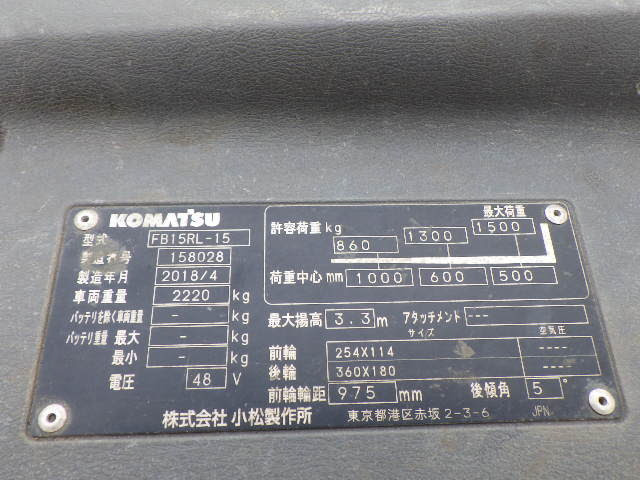 KOMATSU
型式 FB15RL-15
製造番号 158028
製造年月 2018/4
車両重量 2220 kg
バッテリを除く車両重量 - kg
バッテリ重量 最大 - kg
最小 - kg
電圧 48 V
最大荷重
許容荷重 kg 860 1300 1500
荷重中心 mm 1000 600 500
最大揚高 3.3 m アタッチメント ---
サイズ 空気圧
前輪 254X114 ----
後輪 360X180 ----
前輪輪距 975 mm 後傾角 5°
株式会社 小松製作所 東京都港区赤坂 2-3-6 JPN